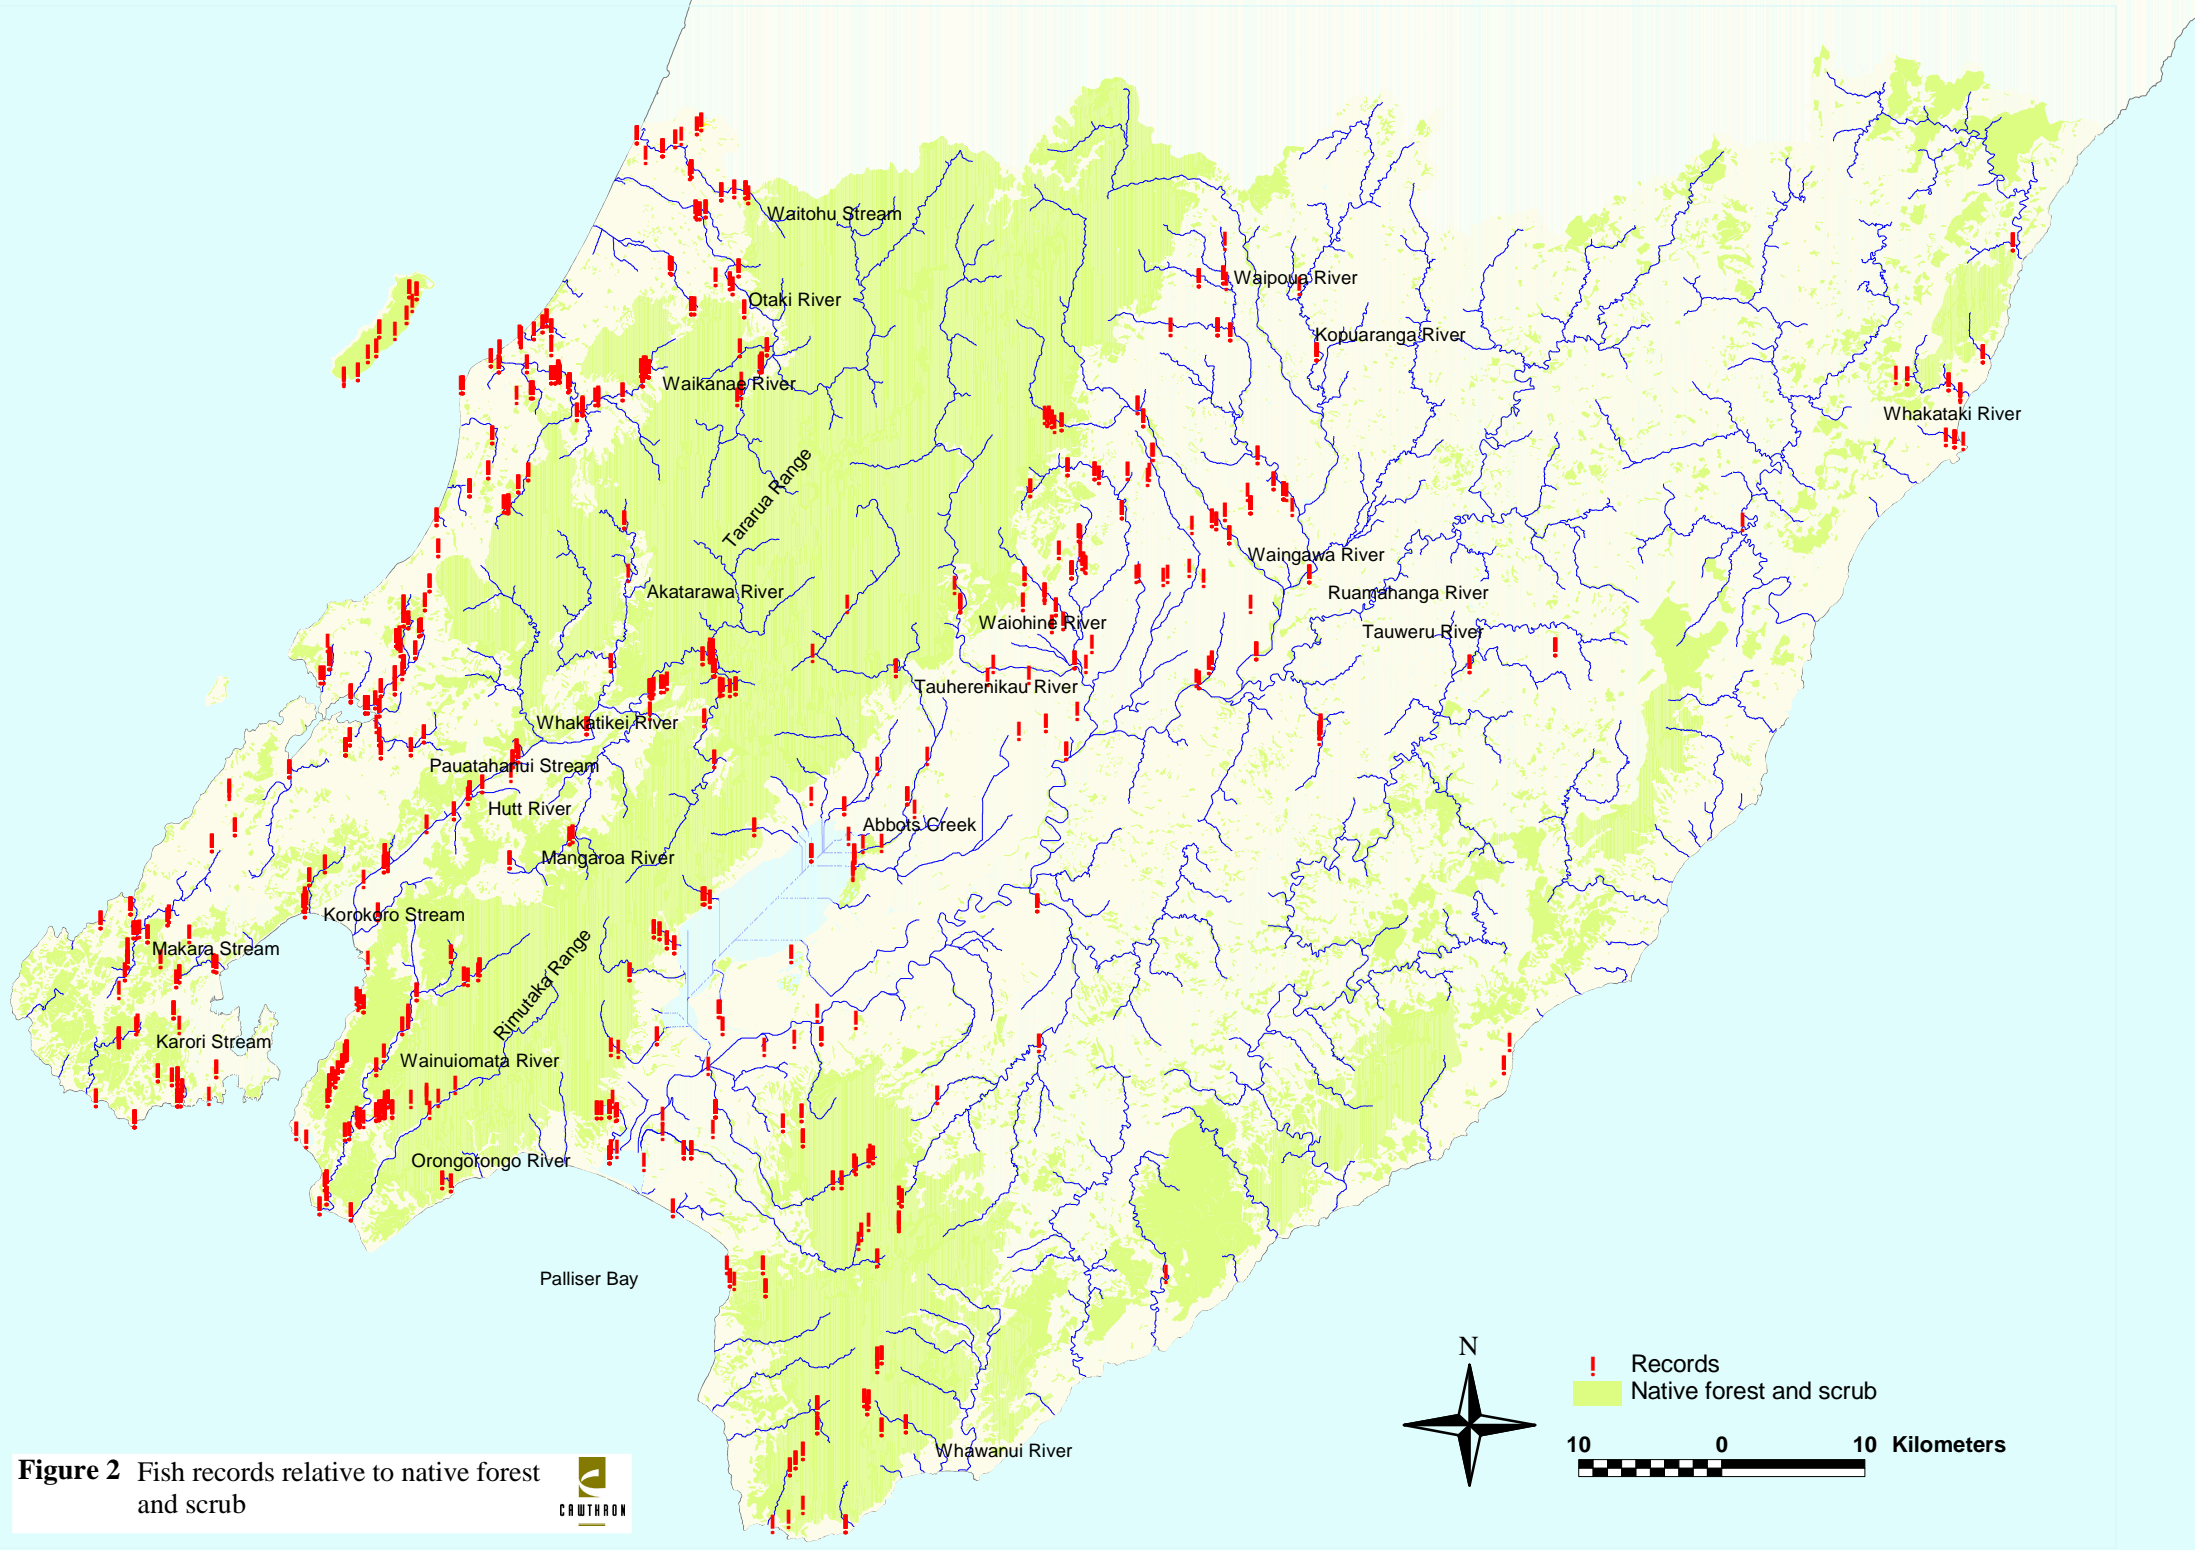 Waitohu Stream
Waipoua River
Otaki River
Kopuaranga River
Waikanae River
Whakataki River
Tararua Range
Waingawa River
Akatarawa River
Ruamahanga River
Waiohine River
Tauweru River
Tauherenikau River
Whakatikei River
Pauatahanui Stream
Hutt River
Abbots Creek
Mangaroa River
Korokoro Stream
Makara Stream
Rimutaka Range
Karori Stream
Wainuiomata River
Orongorongo River
Palliser Bay
N
Records
Native forest and scrub
10 0 10 Kilometers
Whawanui River
Figure 2 Fish records relative to native forest
and scrub
CAWTHRON